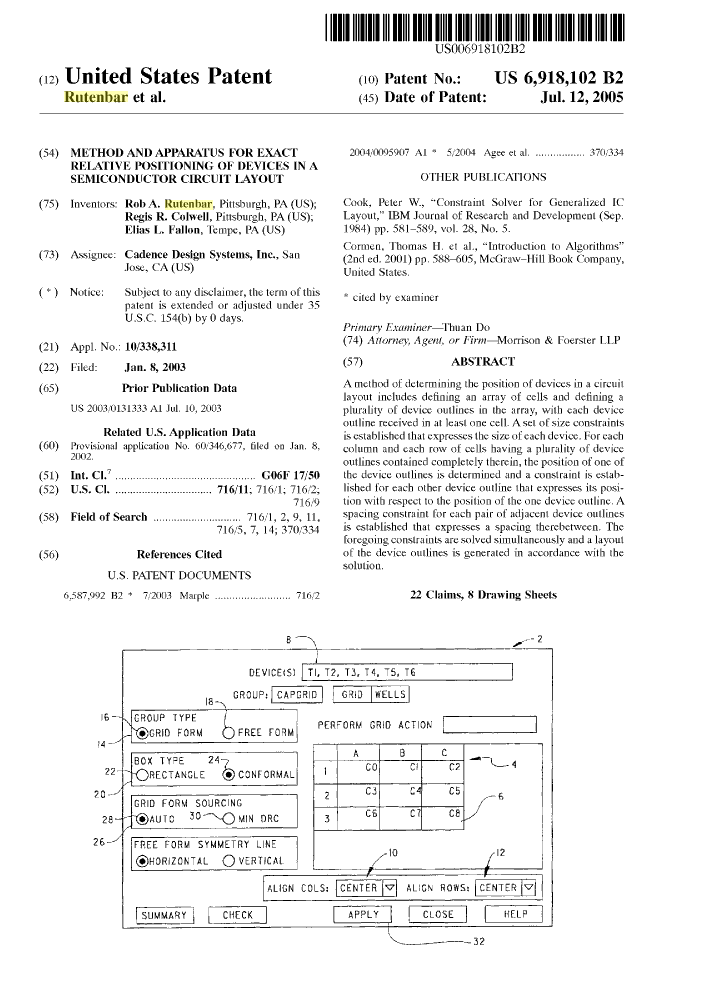 US006918102B2
(12) United States Patent
Rutenbar et al.
(10) Patent No.: US 6,918,102 B2
(45) Date of Patent: Jul. 12, 2005
(54) METHOD AND APPARATUS FOR EXACT
RELATIVE POSITIONING OF DEVICES IN A
SEMICONDUCTOR CIRCUIT LAYOUT
(75) Inventors: Rob A. Rutenbar, Pittsburgh, PA (US);
Regis R. Colwell, Pittsburgh, PA (US);
Elias L. Fallon, Tempe, PA (US)
(73) Assignee: Cadence Design Systems, Inc., San
Jose, CA (US)
( * ) Notice: Subject to any disclaimer, the term of this
patent is extended or adjusted under 35
U.S.C. 154(b) by 0 days.
(21) Appl. No.: 10/338,311
(22) Filed: Jan. 8, 2003
(65) Prior Publication Data
US 2003/0131333 A1 Jul. 10, 2003
Related U.S. Application Data
(60) Provisional application No. 60/346,677, filed on Jan. 8,
2002.
(51) Int. Cl.7 ........................................ G06F 17/50
(52) U.S. Cl. ............................ 716/11; 716/1; 716/2;
716/9
(58) Field of Search ......................... 716/1, 2, 9, 11,
716/5, 7, 14; 370/334
(56) References Cited
U.S. PATENT DOCUMENTS
6,587,992 B2 * 7/2003 Marple .......................... 716/2
2004/0095907 A1 * 5/2004 Agee et al. ................. 370/334
OTHER PUBLICATIONS
Cook, Peter W., “Constraint Solver for Generalized IC
Layout,” IBM Journal of Research and Development (Sep.
1984) pp. 581–589, vol. 28, No. 5.
Cormen, Thomas H. et al., “Introduction to Algorithms”
(2nd ed. 2001) pp. 588–605, McGraw–Hill Book Company,
United States.
* cited by examiner
Primary Examiner—Thuan Do
(74) Attorney, Agent, or Firm—Morrison & Foerster LLP
(57) ABSTRACT
A method of determining the position of devices in a circuit
layout includes defining an array of cells and defining a
plurality of device outlines in the array, with each device
outline received in at least one cell. A set of size constraints
is established that expresses the size of each device. For each
column and each row of cells having a plurality of device
outlines contained completely therein, the position of one of
the device outlines is determined and a constraint is estab-
lished for each other device outline that expresses its posi-
tion with respect to the position of the one device outline. A
spacing constraint for each pair of adjacent device outlines
is established that expresses a spacing therebetween. The
foregoing constraints are solved simultaneously and a layout
of the device outlines is generated in accordance with the
solution.
22 Claims, 8 Drawing Sheets
8 2
DEVICE(S) T1, T2, T3, T4, T5, T6
GROUP: CAPGRID GRID WELLS
16 18
GROUP TYPE
14 GRID FORM FREE FORM
PERFORM GRID ACTION
BOX TYPE 24
22 RECTANGLE CONFORMAL
20
A B C 4
1 C0 C1 C2
2 C3 C4 C5
3 C6 C7 C8 6
GRID FORM SOURCING
28 AUTO 30 MIN DRC
26
FREE FORM SYMMETRY LINE
HORIZONTAL VERTICAL
10 12
ALIGN COLS: CENTER ALIGN ROWS: CENTER
SUMMARY CHECK APPLY CLOSE HELP
32